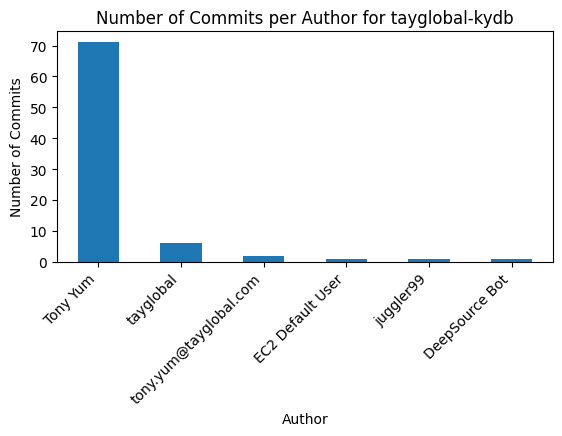 Number of Commits per Author for tayglobal-kydb
Number of Commits
70
60
50
40
30
20
10
0
Tony Yum
tayglobal
tony.yum@tayglobal.com
EC2 Default User
juggler99
DeepSource Bot
Author